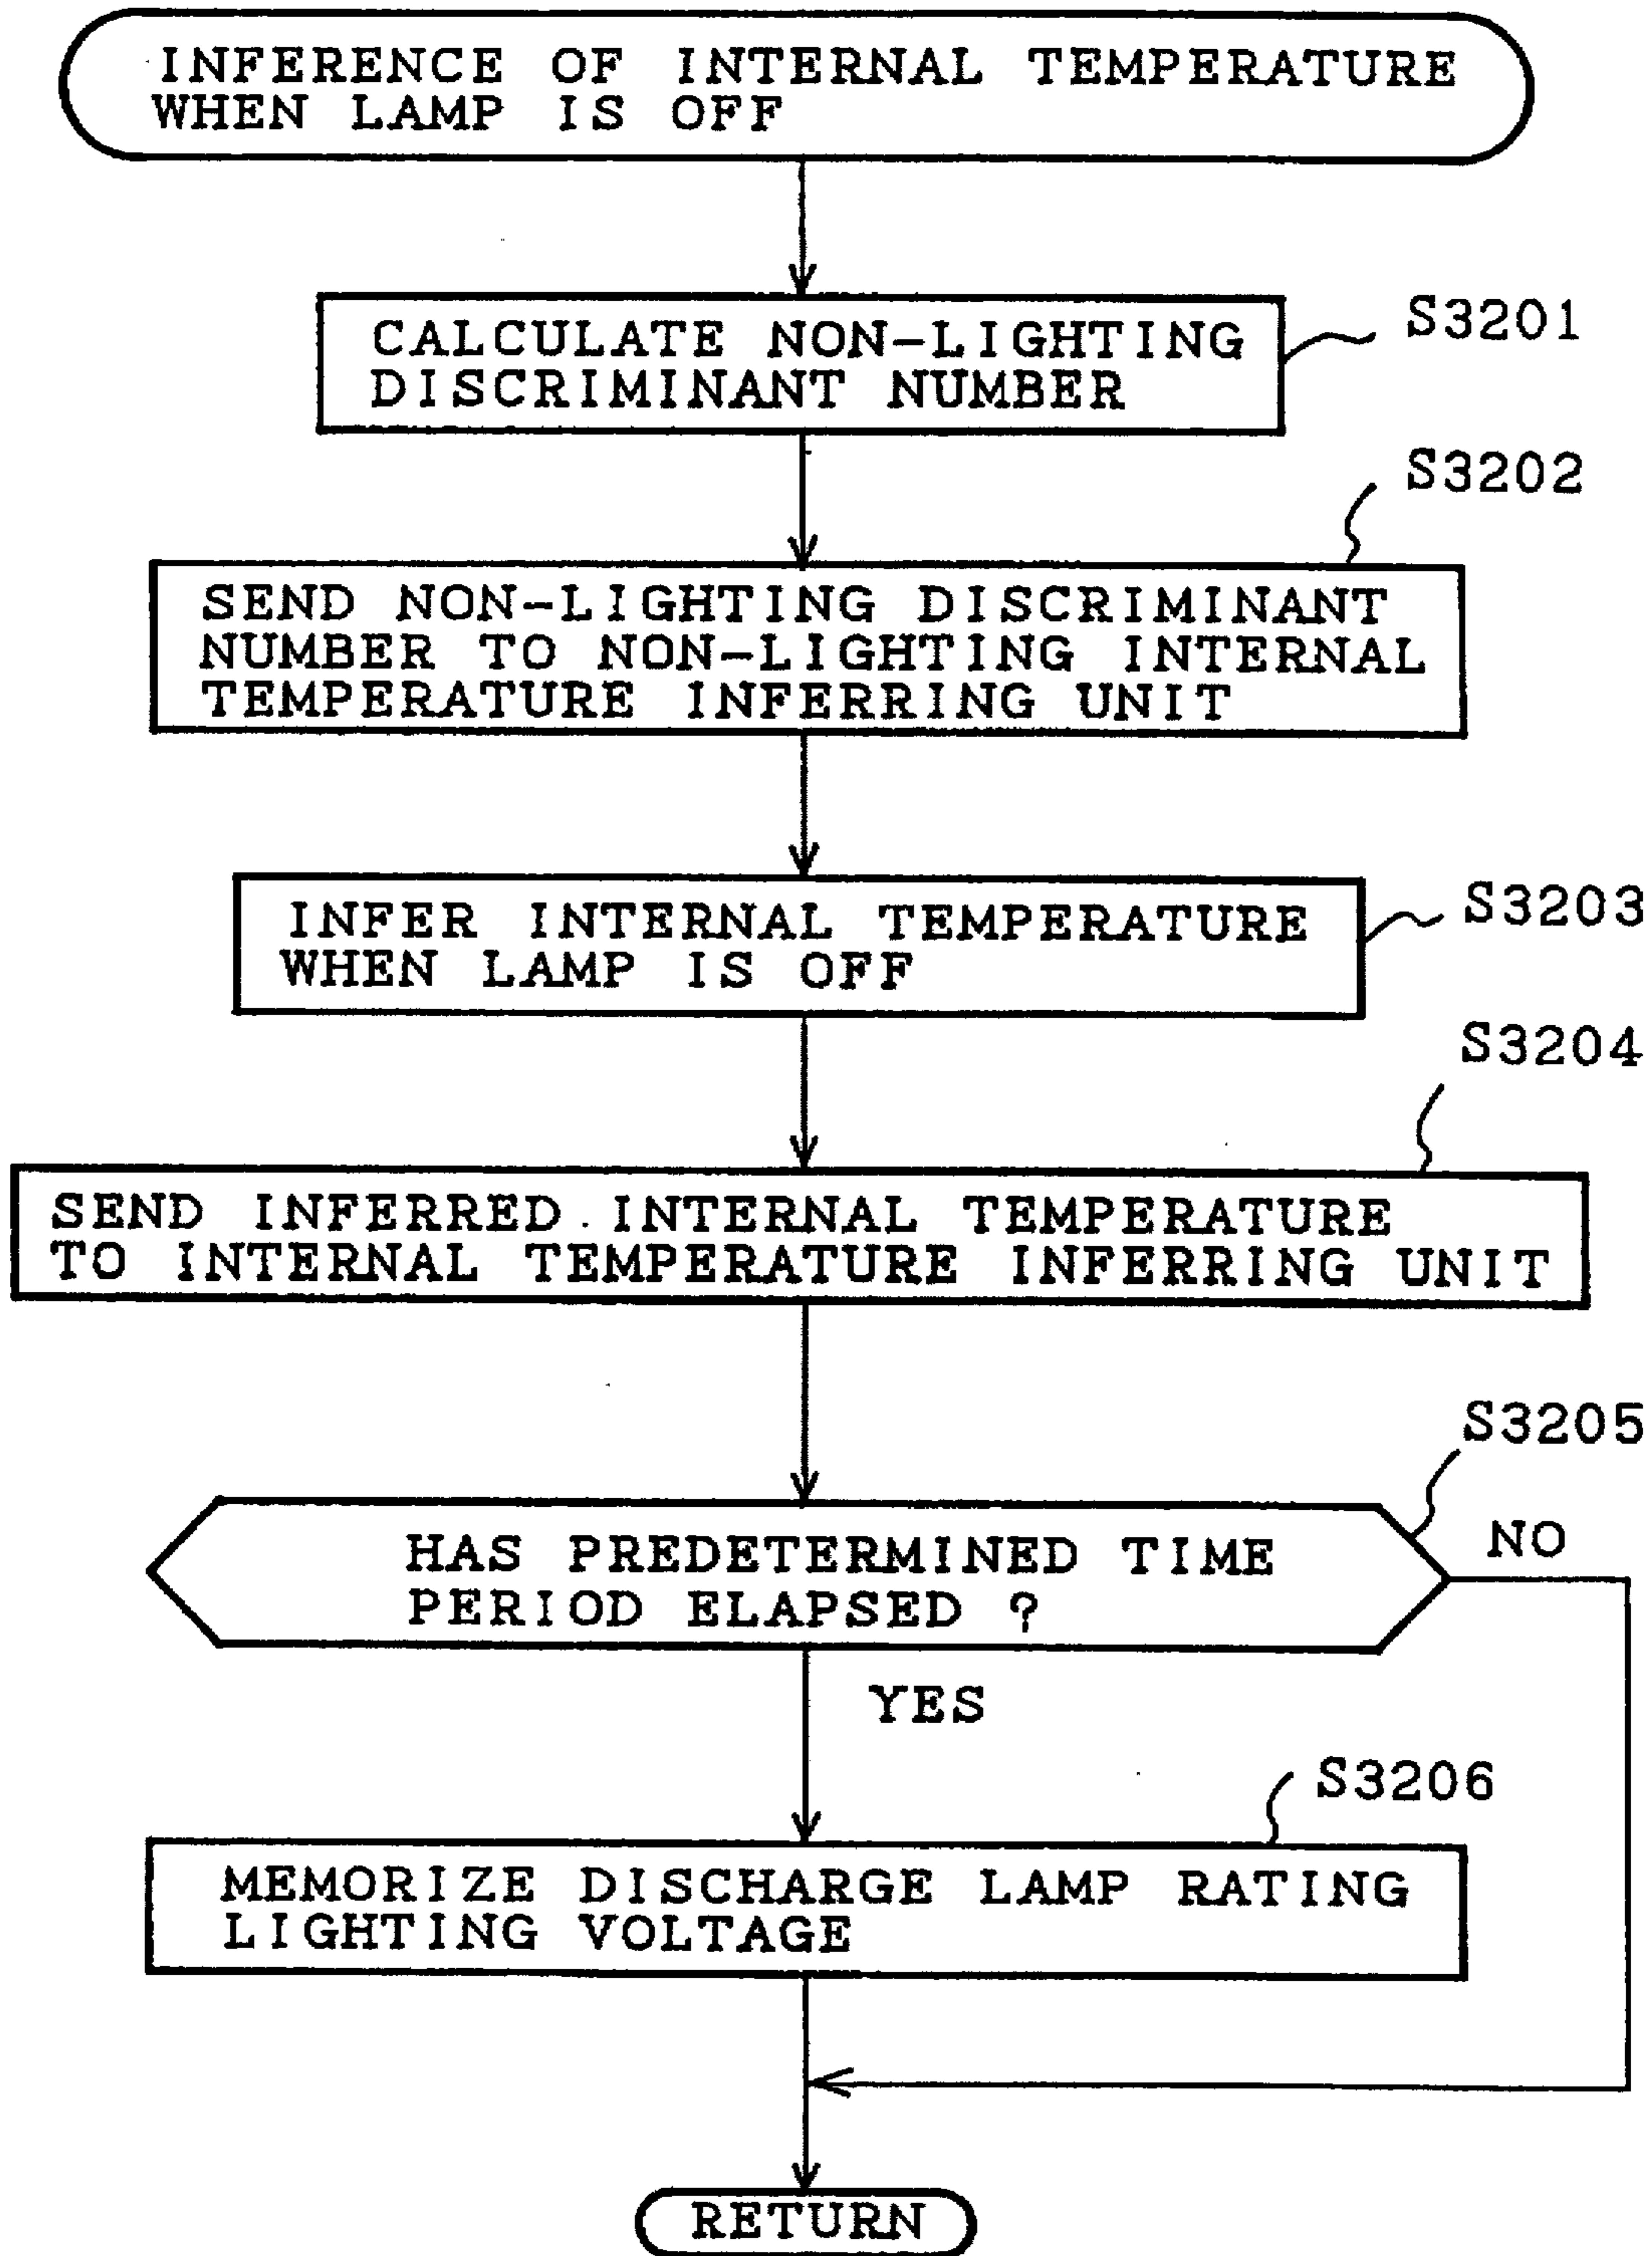 INFERENCE OF INTERNAL TEMPERATURE
WHEN LAMP IS OFF
CALCULATE NON-LIGHTING
DISCRIMINANT NUMBER
S3201
S3202
SEND NON-LIGHTING DISCRIMINANT
NUMBER TO NON-LIGHTING INTERNAL
TEMPERATURE INFERRING UNIT
INFER INTERNAL TEMPERATURE
WHEN LAMP IS OFF
S3203
S3204
SEND INFERRED INTERNAL TEMPERATURE
TO INTERNAL TEMPERATURE INFERRING UNIT
S3205
HAS PREDETERMINED TIME
PERIOD ELAPSED ?
NO
YES
S3206
MEMORIZE DISCHARGE LAMP RATING
LIGHTING VOLTAGE
RETURN